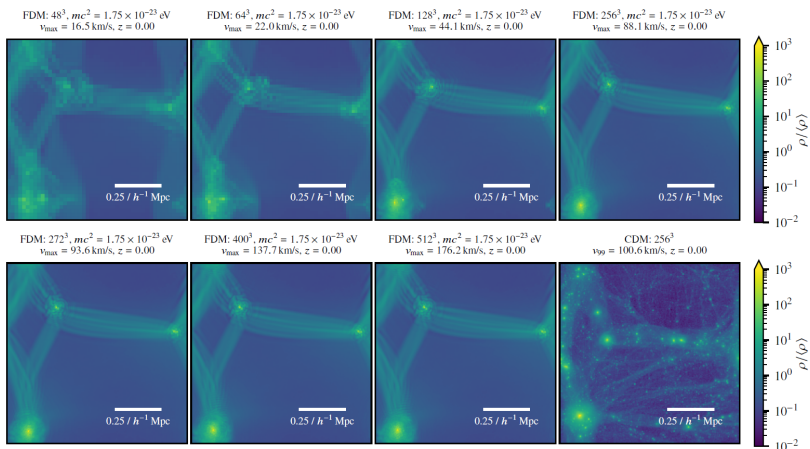 FDM: 48³, mc² = 1.75 × 10⁻²³ eV
vmax = 16.5 km/s, z = 0.00
FDM: 64³, mc² = 1.75 × 10⁻²³ eV
vmax = 22.0 km/s, z = 0.00
FDM: 128³, mc² = 1.75 × 10⁻²³ eV
vmax = 44.1 km/s, z = 0.00
FDM: 256³, mc² = 1.75 × 10⁻²³ eV
vmax = 88.1 km/s, z = 0.00
0.25 / h⁻¹ Mpc
0.25 / h⁻¹ Mpc
0.25 / h⁻¹ Mpc
0.25 / h⁻¹ Mpc
10³
10²
10¹
10⁰
10⁻¹
10⁻²
ρ/⟨ρ⟩
FDM: 272³, mc² = 1.75 × 10⁻²³ eV
vmax = 93.6 km/s, z = 0.00
FDM: 400³, mc² = 1.75 × 10⁻²³ eV
vmax = 137.7 km/s, z = 0.00
FDM: 512³, mc² = 1.75 × 10⁻²³ eV
vmax = 176.2 km/s, z = 0.00
CDM: 256³
v99 = 100.6 km/s, z = 0.00
0.25 / h⁻¹ Mpc
0.25 / h⁻¹ Mpc
0.25 / h⁻¹ Mpc
0.25 / h⁻¹ Mpc
10³
10²
10¹
10⁰
10⁻¹
10⁻²
ρ/⟨ρ⟩